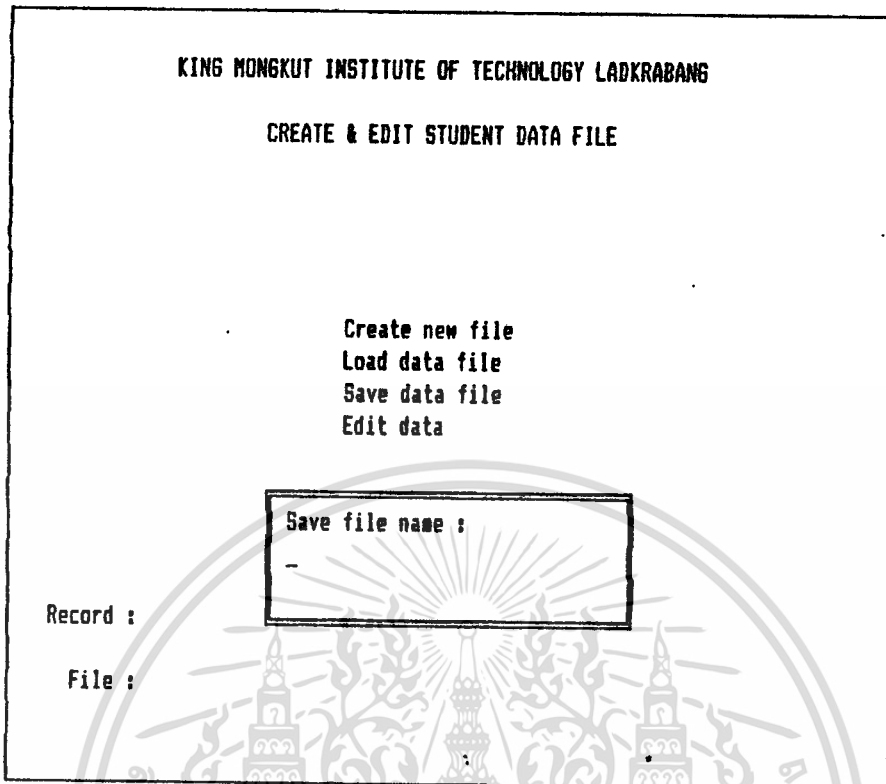 KING MONGKUT INSTITUTE OF TECHNOLOGY LADKRABANG
CREATE & EDIT STUDENT DATA FILE
Create new file
Load data file
Save data file
Edit data
Save file name :
_
Record :
File :